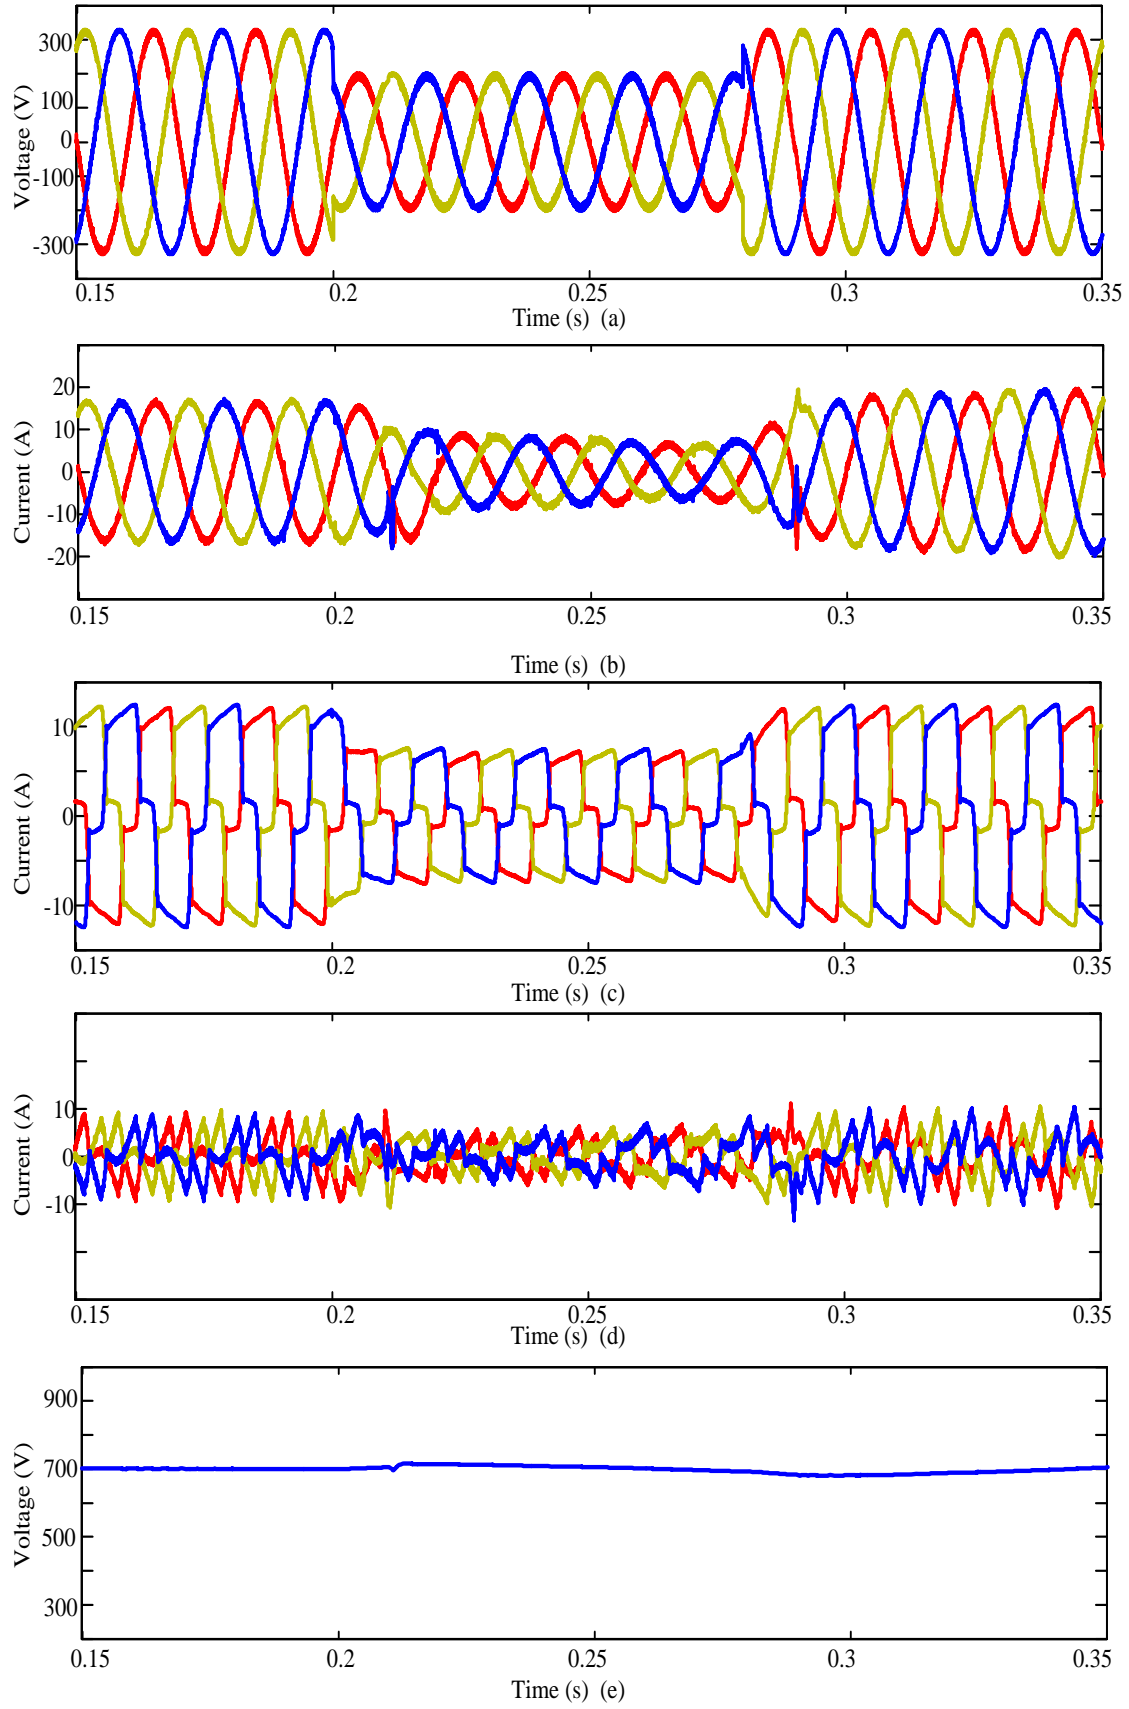 300
100
0
-100
-300
Voltage (V)
0.15 0.2 0.25 0.3 0.35
Time (s) (a)
20
10
0
-10
-20
Current (A)
0.15 0.2 0.25 0.3 0.35
Time (s) (b)
10
0
-10
Current (A)
0.15 0.2 0.25 0.3 0.35
Time (s) (c)
10
0
-10
Current (A)
0.15 0.2 0.25 0.3 0.35
Time (s) (d)
900
700
500
300
Voltage (V)
0.15 0.2 0.25 0.3 0.35
Time (s) (e)